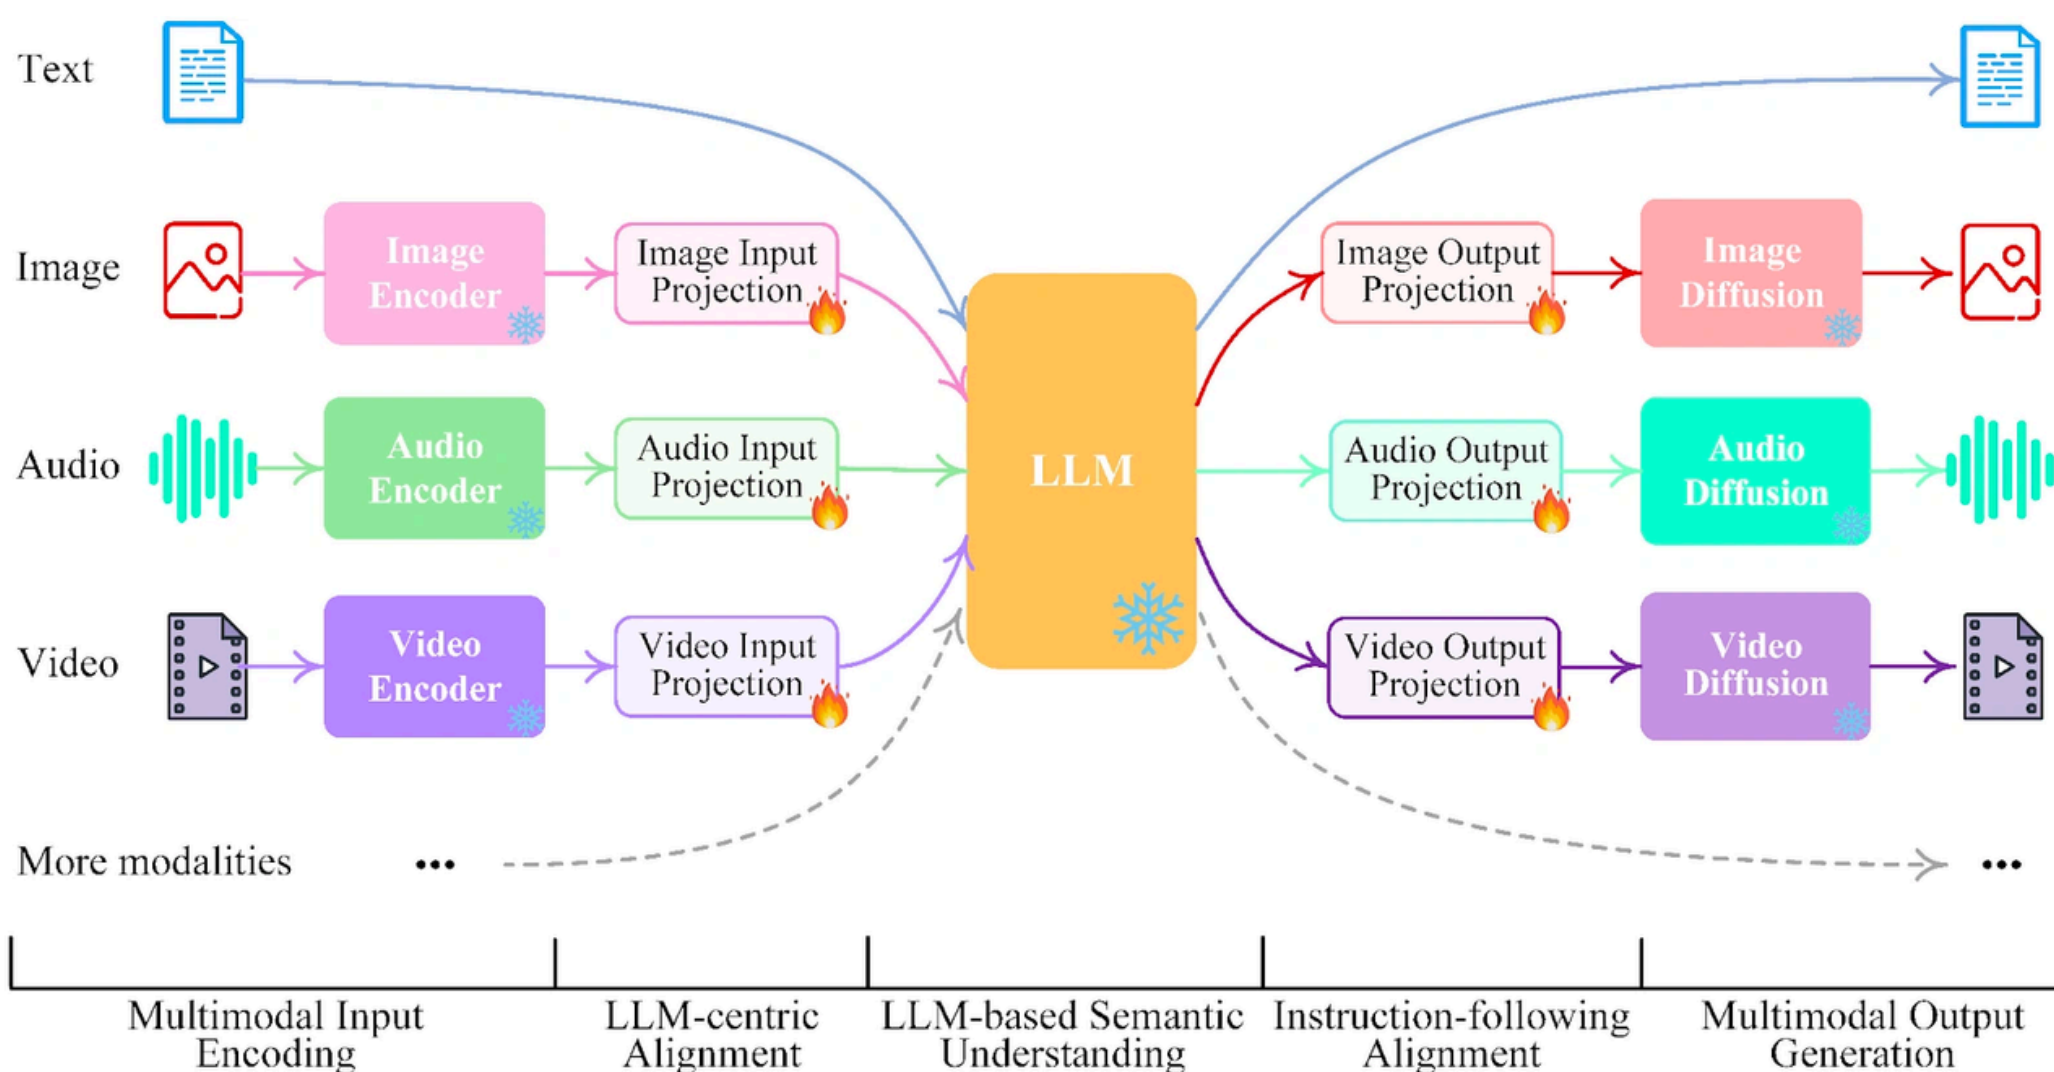 Text
Image
Image
Encoder
Image Input
Projection
Image Output
Projection
Image
Diffusion
Audio
Audio
Encoder
Audio Input
Projection
LLM
Audio Output
Projection
Audio
Diffusion
Video
Video
Encoder
Video Input
Projection
Video Output
Projection
Video
Diffusion
More modalities
...
...
Multimodal Input
Encoding
LLM-centric
Alignment
LLM-based Semantic
Understanding
Instruction-following
Alignment
Multimodal Output
Generation